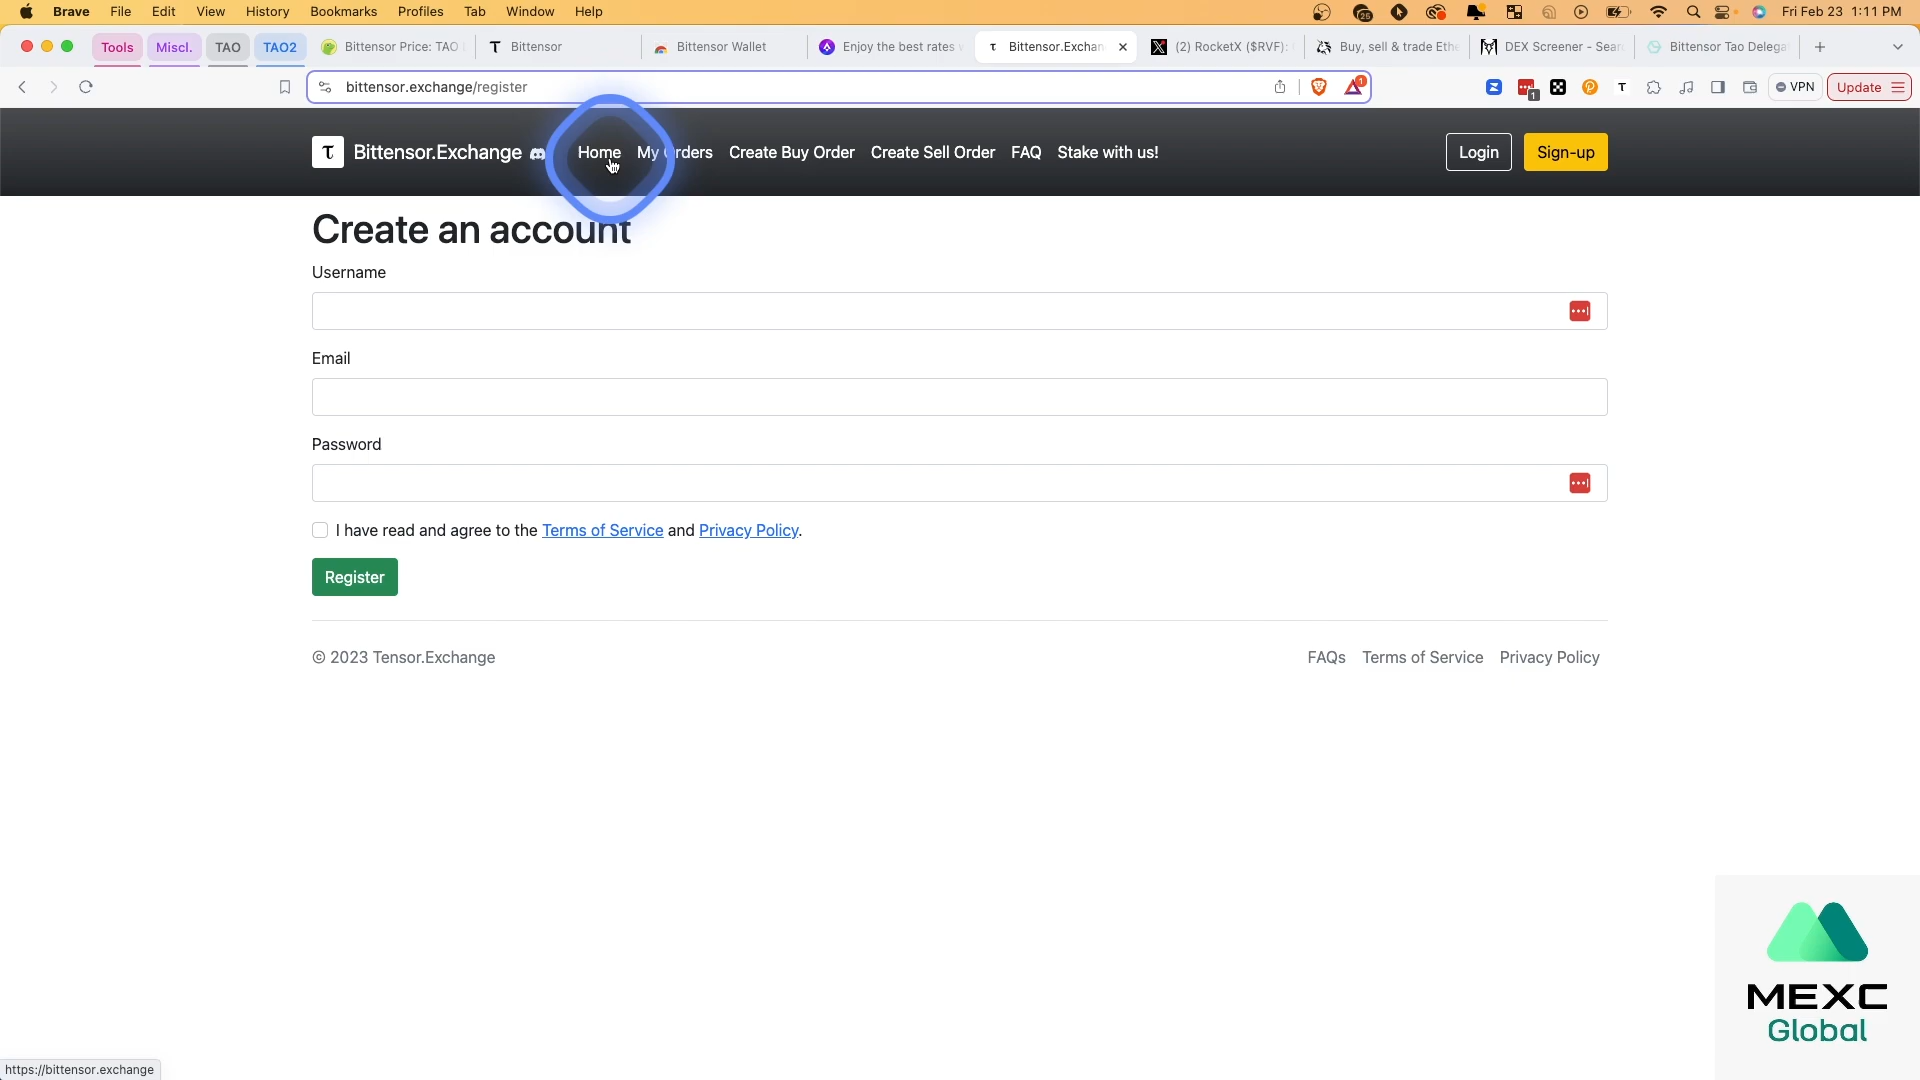 Brave File Edit View History Bookmarks Profiles Tab Window Help 25 Fri Feb 23 1:11 PM
Tools Miscl. TAO TAO2 Bittensor Price: TAO Bittensor Bittensor Wallet Enjoy the best rates Bittensor.Exchan (2) RocketX ($RVF): Buy, sell & trade Ethe DEX Screener - Sear Bittensor Tao Delega
bittensor.exchange/register 1 1 VPN Update
τ Bittensor.Exchange Home My Orders Create Buy Order Create Sell Order FAQ Stake with us! Login Sign-up
Create an account
Username
Email
Password
I have read and agree to the Terms of Service and Privacy Policy.
Register
© 2023 Tensor.Exchange FAQs Terms of Service Privacy Policy
MEXC
Global
https://bittensor.exchange